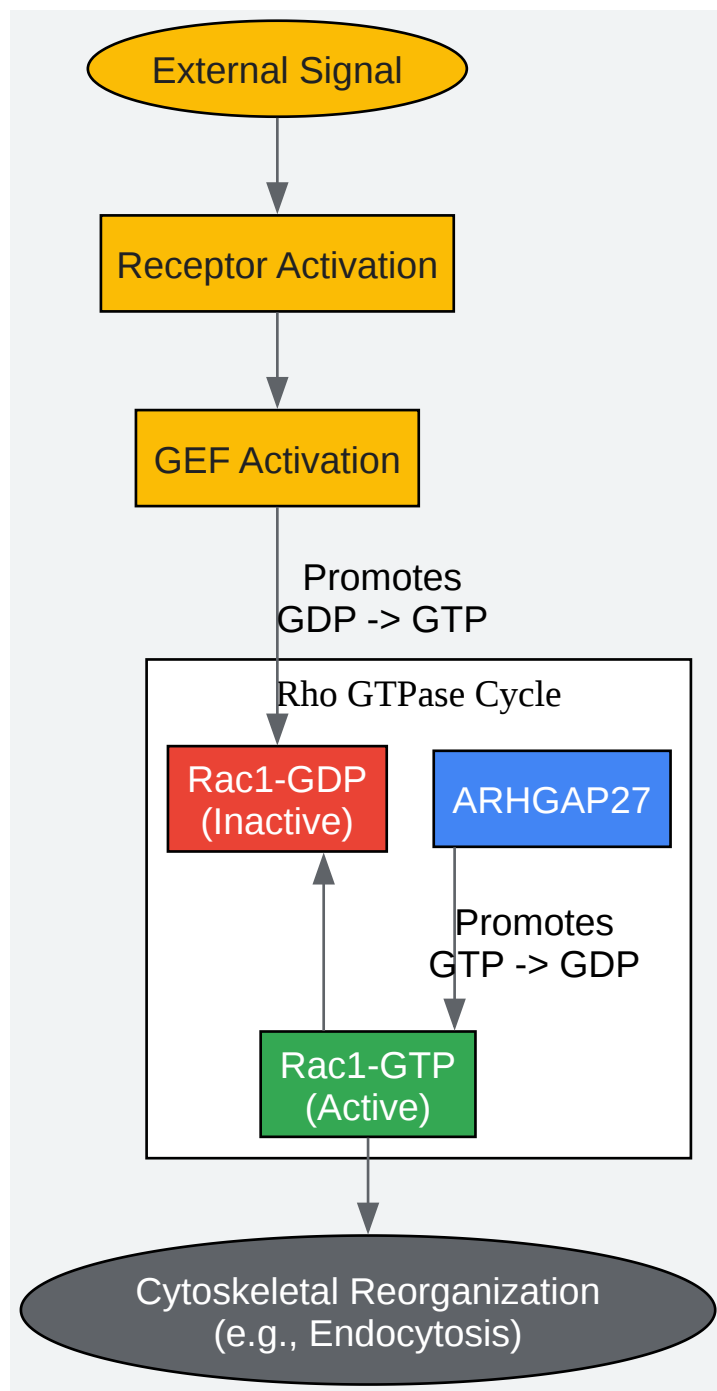 External Signal
Receptor Activation
GEF Activation
Promotes
GDP -> GTP
Rho GTPase Cycle
Rac1-GDP
(Inactive)
ARHGAP27
Promotes
GTP -> GDP
Rac1-GTP
(Active)
Cytoskeletal Reorganization
(e.g., Endocytosis)